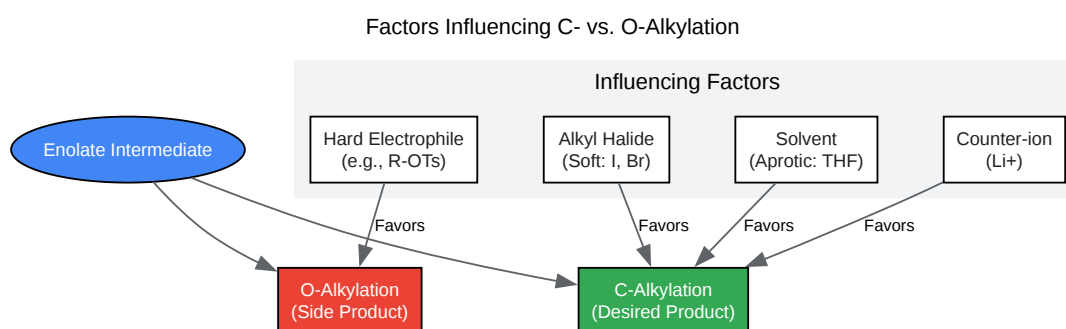 Factors Influencing C- vs. O-Alkylation
Influencing Factors
Enolate Intermediate
Hard Electrophile
(e.g., R-OTs)
Alkyl Halide
(Soft: I, Br)
Solvent
(Aprotic: THF)
Counter-ion
(Li+)
Favors
Favors
Favors
Favors
O-Alkylation
(Side Product)
C-Alkylation
(Desired Product)